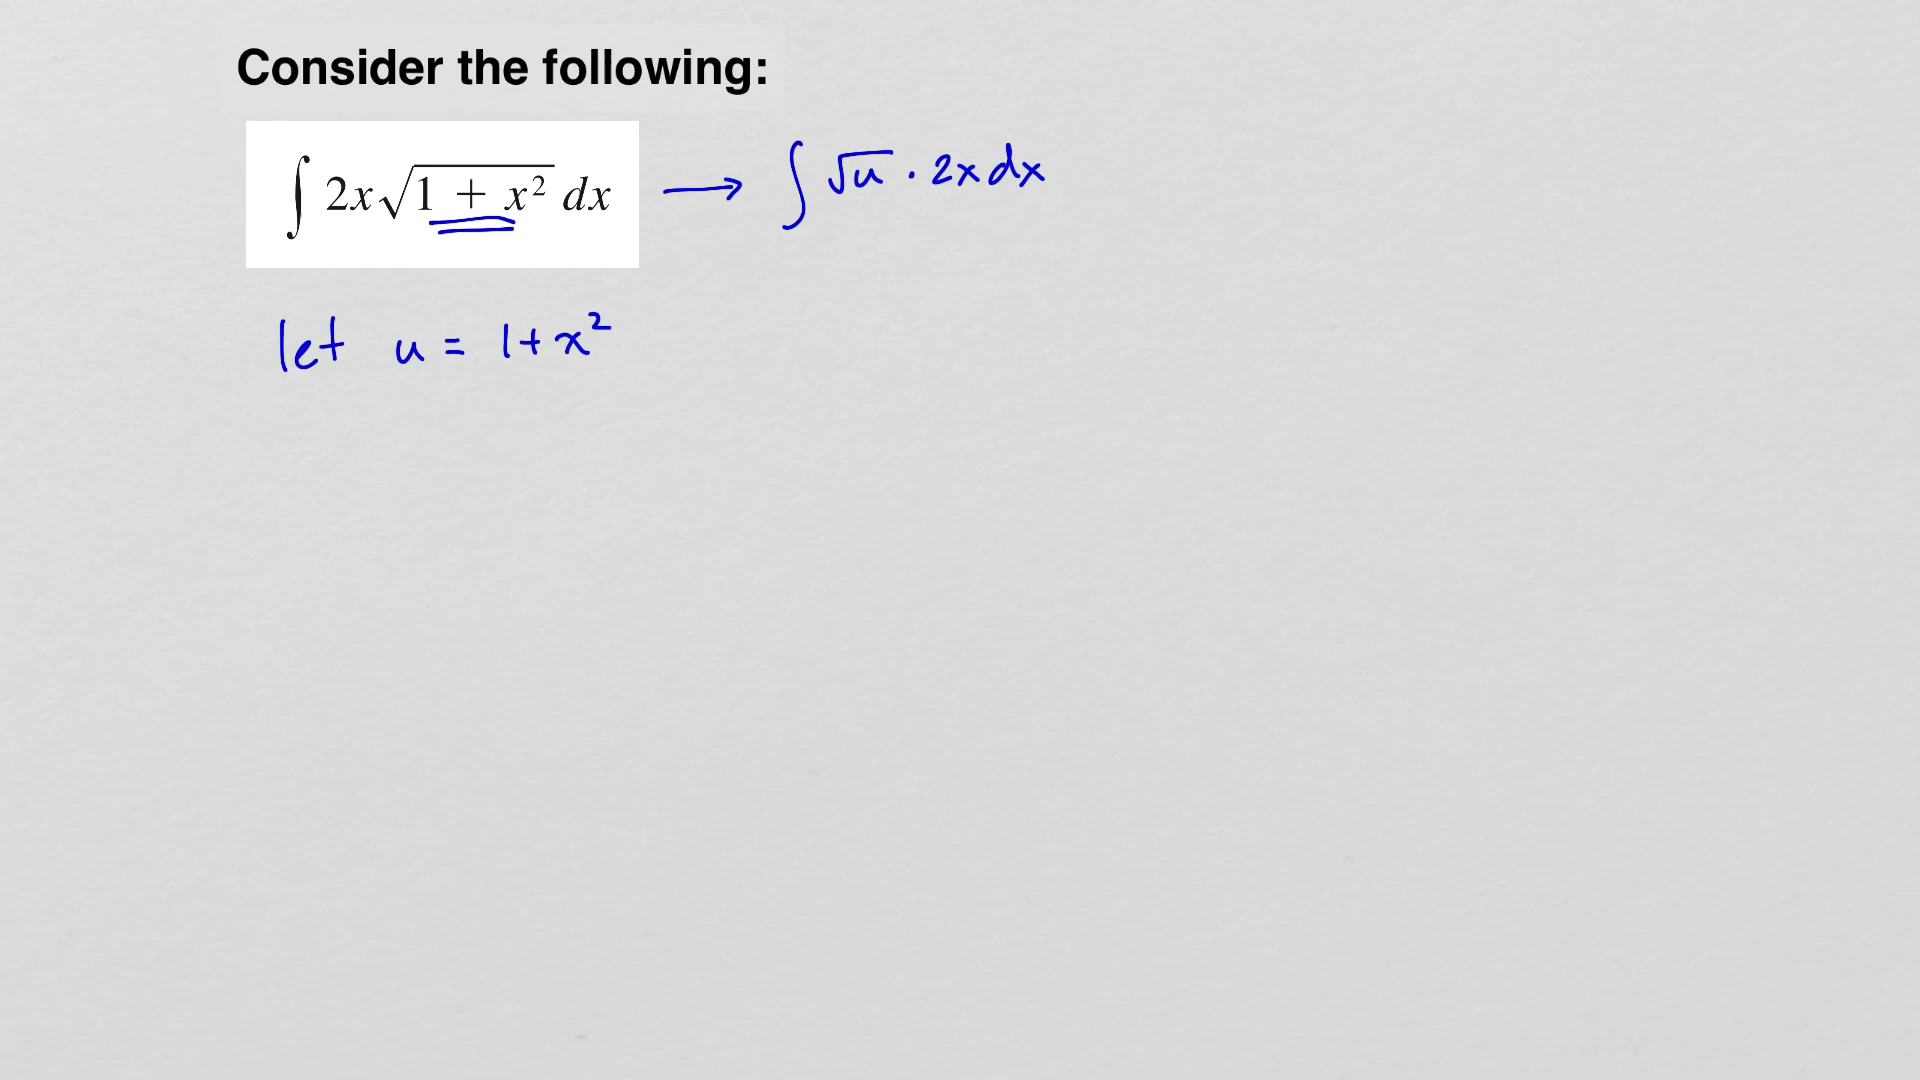 Consider the following:
∫ 2x√(1 + x²) dx → ∫ √u · 2x dx
let u = 1 + x²